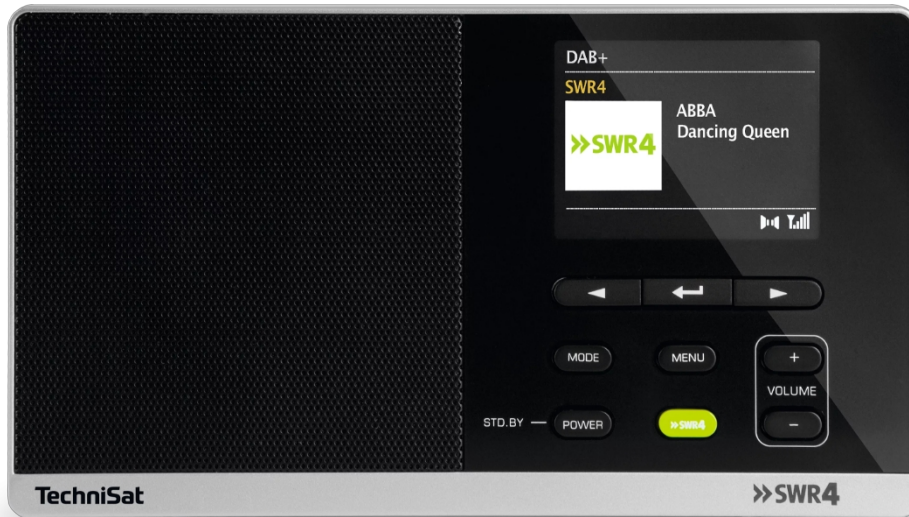 DAB+
SWR4
»SWR4
ABBA
Dancing Queen
MODE
MENU
+
VOLUME
−
STD.BY
POWER
»SWR4
TechniSat
»SWR4